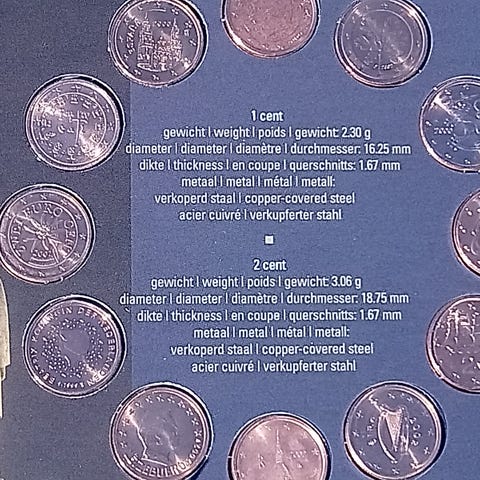 1 cent
gewicht | weight | poids | gewicht: 2.30 g
diameter | diameter | diamètre | durchmesser: 16.25 mm
dikte | thickness | en coupe | querschnitts: 1.67 mm
metaal | metal | métal | metall:
verkoperd staal | copper-covered steel
acier cuivré | verkupferter stahl
2 cent
gewicht | weight | poids | gewicht: 3.06 g
diameter | diameter | diamètre | durchmesser: 18.75 mm
dikte | thickness | en coupe | querschnitts: 1.67 mm
metaal | metal | métal | metall:
verkoperd staal | copper-covered steel
acier cuivré | verkupferter stahl